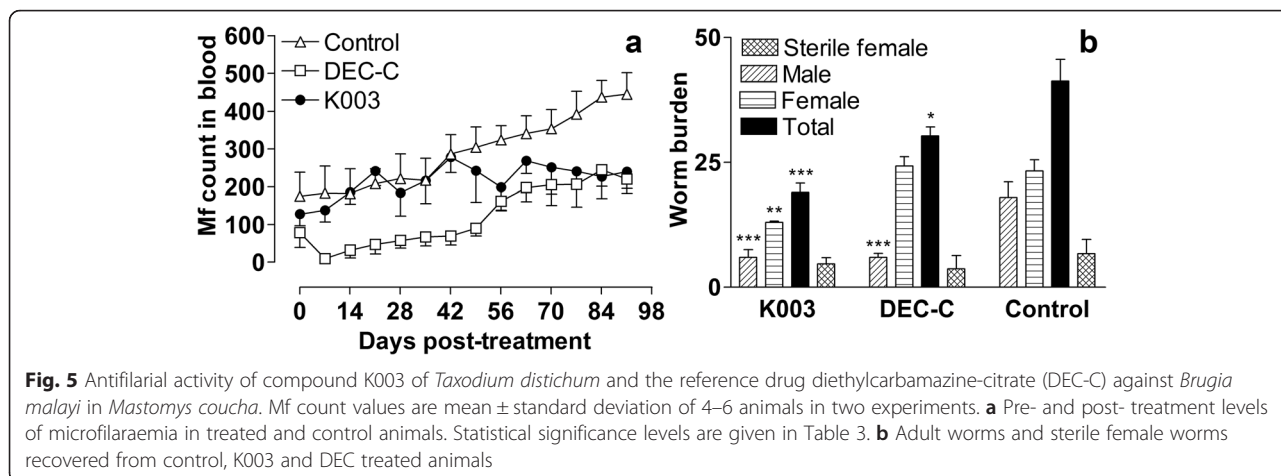 a
Control
DEC-C
K003
Mf count in blood
600
500
400
300
200
100
0
0 14 28 42 56 70 84 98
Days post-treatment
b
Sterile female
Male
Female
Total
Worm burden
50
25
0
*** ** ***
*** *
K003 DEC-C Control
Fig. 5 Antifilarial activity of compound K003 of Taxodium distichum and the reference drug diethylcarbamazine-citrate (DEC-C) against Brugia
malayi in Mastomys coucha. Mf count values are mean ± standard deviation of 4–6 animals in two experiments. a Pre- and post- treatment levels
of microfilaraemia in treated and control animals. Statistical significance levels are given in Table 3. b Adult worms and sterile female worms
recovered from control, K003 and DEC treated animals